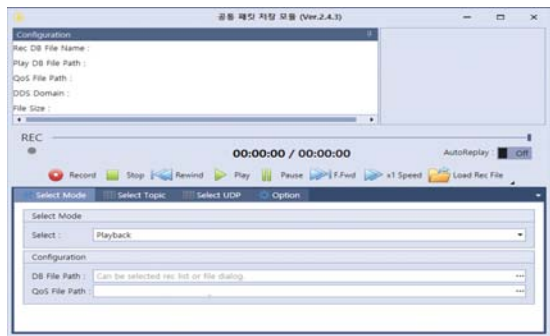 공통 패킷 저장 모듈 (Ver.2.4.3)
Configuration
Rec DB File Name :
Play DB File Path :
QoS File Path :
DDS Domain :
File Size :
REC
00:00:00 / 00:00:00
AutoReplay : Off
Record Stop Rewind Play Pause F.Fwd x1 Speed Load Rec File
Select Mode Select Topic Select UDP Option
Select Mode
Select : Playback
Configuration
DB File Path : Can be selected rec list or file dialog.
QoS File Path :